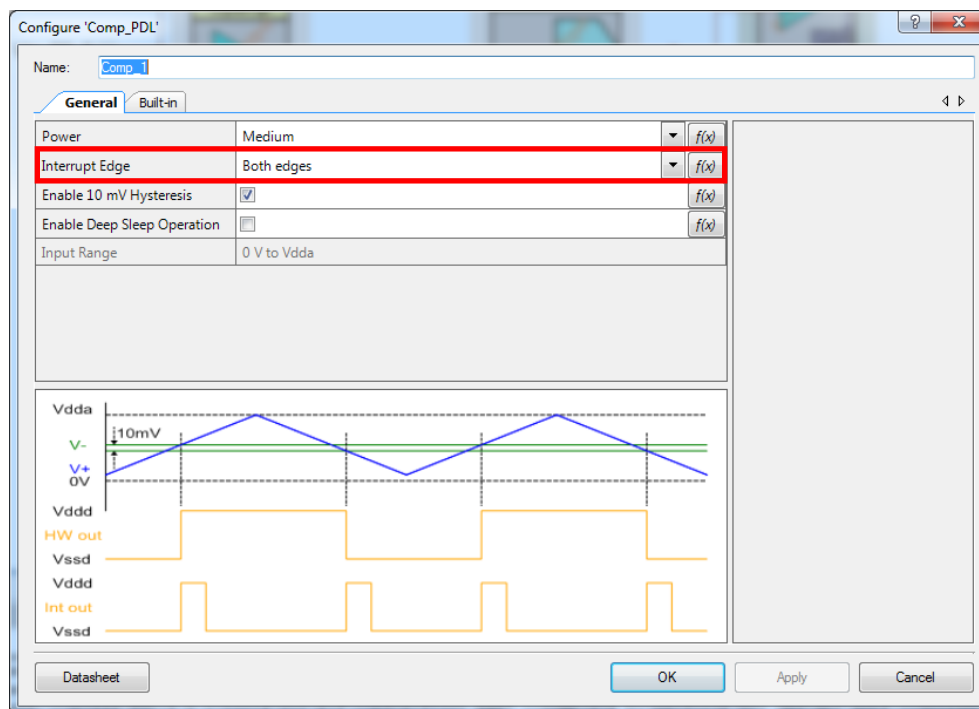 Configure 'Comp_PDL'
? x
Name: Comp_1
General Built-in
Power Medium f(x)
Interrupt Edge Both edges f(x)
Enable 10 mV Hysteresis f(x)
Enable Deep Sleep Operation f(x)
Input Range 0 V to Vdda
Vdda
10mV
V-
V+
0V
Vddd
HW out
Vssd
Vddd
Int out
Vssd
Datasheet OK Apply Cancel